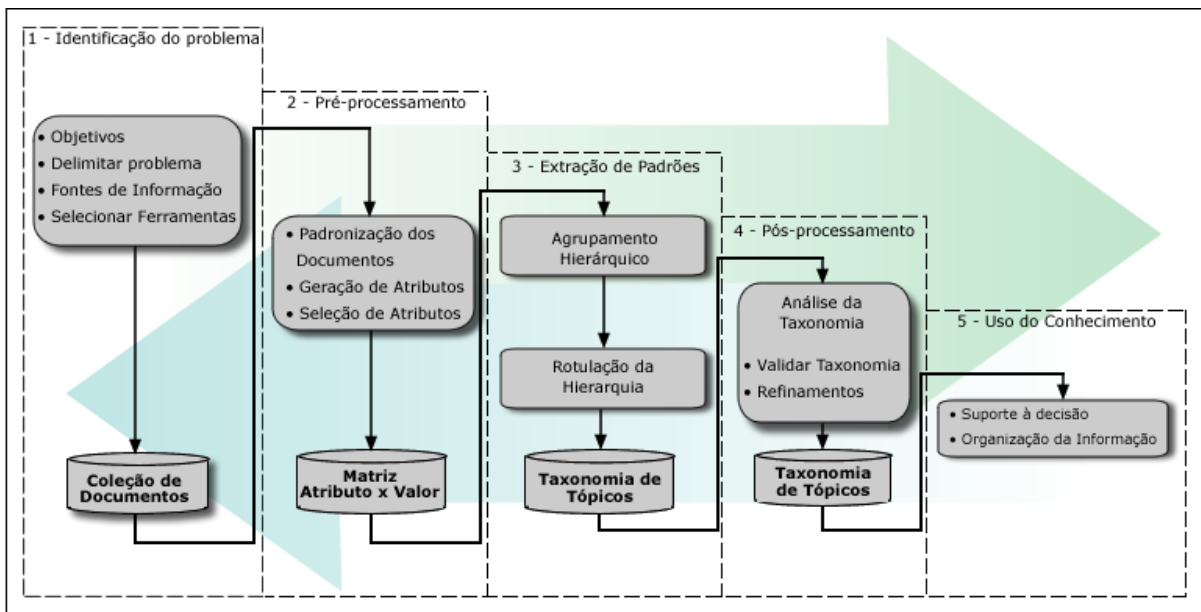 1 - Identificação do problema
• Objetivos
• Delimitar problema
• Fontes de Informação
• Selecionar Ferramentas
Coleção de
Documentos
2 - Pré-processamento
• Padronização dos
Documentos
• Geração de Atributos
• Seleção de Atributos
Matriz
Atributo x Valor
3 - Extração de Padrões
Agrupamento
Hierárquico
Rotulação da
Hierarquia
Taxonomia de
Tópicos
4 - Pós-processamento
Análise da
Taxonomia
• Validar Taxonomia
• Refinamentos
Taxonomia
de Tópicos
5 - Uso do Conhecimento
• Suporte à decisão
• Organização da Informação